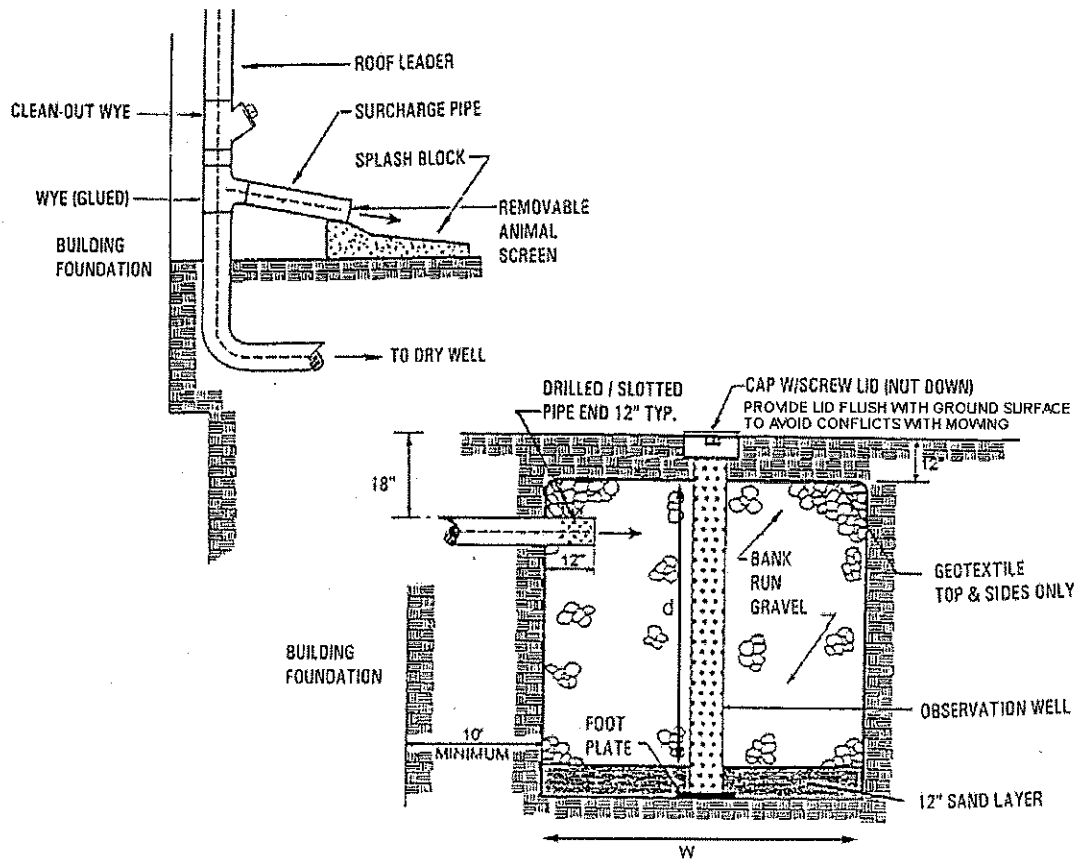 ROOF LEADER
CLEAN-OUT WYE
SURCHARGE PIPE
SPLASH BLOCK
WYE (GLUED)
REMOVABLE
ANIMAL
SCREEN
BUILDING
FOUNDATION
TO DRY WELL
DRILLED / SLOTTED
PIPE END 12" TYP.
CAP W/SCREW LID (NUT DOWN)
PROVIDE LID FLUSH WITH GROUND SURFACE
TO AVOID CONFLICTS WITH MOWING
18"
12"
12"
d
BANK
RUN
GRAVEL
GEOTEXTILE
TOP & SIDES ONLY
BUILDING
FOUNDATION
OBSERVATION WELL
FOOT
PLATE
10'
MINIMUM
12" SAND LAYER
W